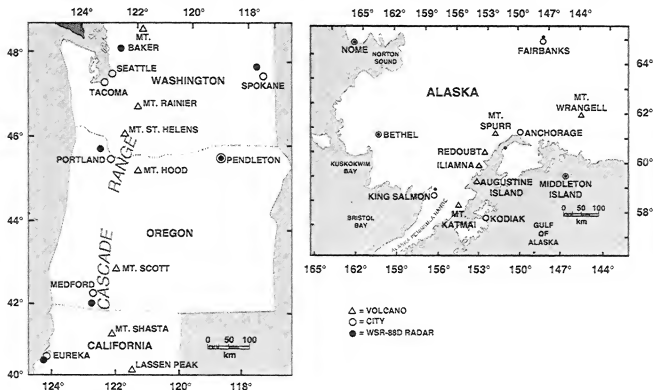 124° 122° 120° 118°
48°
46°
44°
42°
40°
MT.
BAKER
SEATTLE
WASHINGTON
TACOMA
SPOKANE
MT. RAINIER
MT. ST. HELENS
PORTLAND
PENDLETON
MT. HOOD
CASCADE RANGE
OREGON
MT. SCOTT
MEDFORD
MT. SHASTA
EUREKA
CALIFORNIA
LASSEN PEAK
0 50 100
km
124° 122° 120° 118°
165° 162° 159° 156° 153° 150° 147° 144°
64°
62°
60°
58°
NOME
NORTON
SOUND
FAIRBANKS
ALASKA
MT.
WRANGELL
MT.
SPURR
BETHEL
ANCHORAGE
REDOUBT
ILIAMNA
KUSKOKWIM
BAY
AUGUSTINE
ISLAND
MIDDLETON
ISLAND
KING SALMON
BRISTOL
BAY
MT.
KATMAI
KODIAK
GULF
OF
ALASKA
0 50 100
km
165° 162° 159° 156° 153° 150° 147° 144°
△ = VOLCANO
○ = CITY
● = WSR-88D RADAR